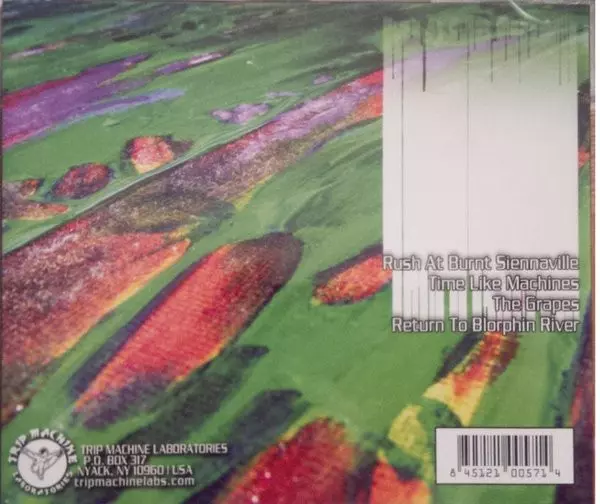 Rush At Burnt Siennaville
Time Like Machines
The Grapes
Return To Blorphin River
TRIP MACHINE
LABORATORIES
TRIP MACHINE LABORATORIES
P.O. BOX 317
NYACK, NY 10960 | USA
tripmachinelabs.com
8 45121 00571 4